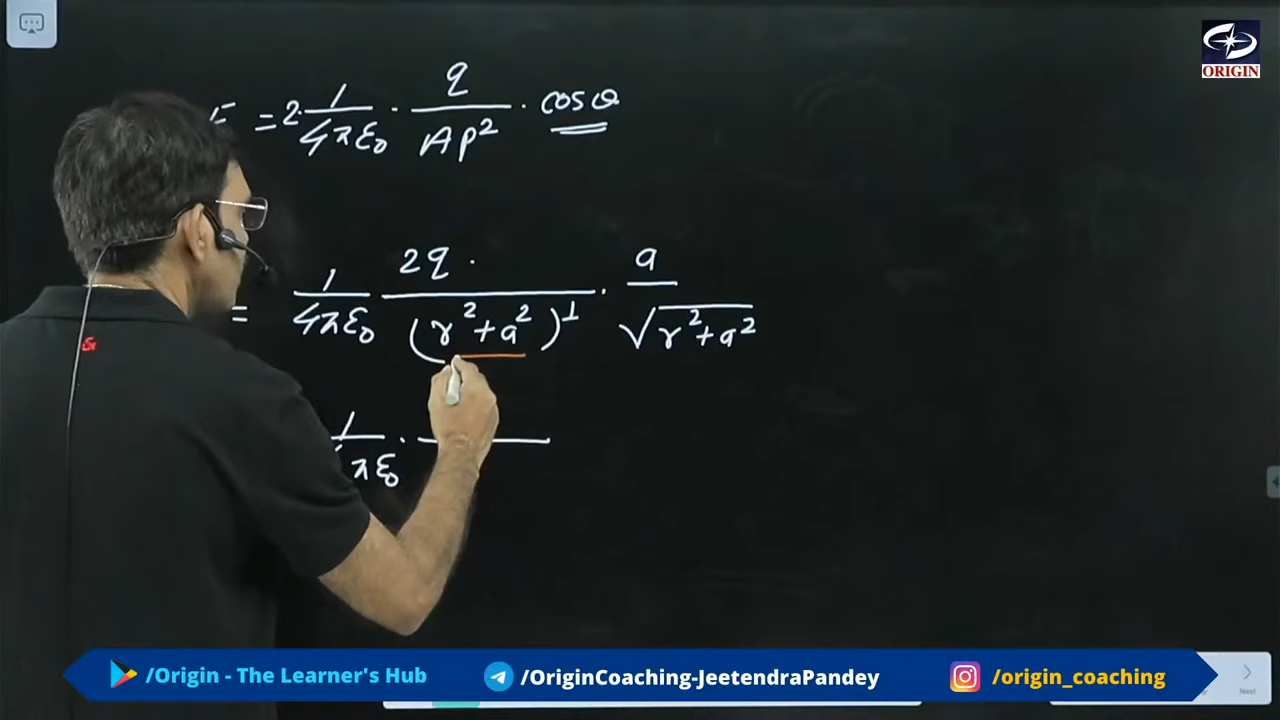 ORIGIN
= 2 · 1/4πε₀ · q/AP² · cos θ
= 1/4πε₀ 2q · /(r² + a²)¹ · a/√r² + a²
1/πε₀ ·
/Origin - The Learner's Hub
/OriginCoaching-JeetendraPandey
/origin_coaching
Next